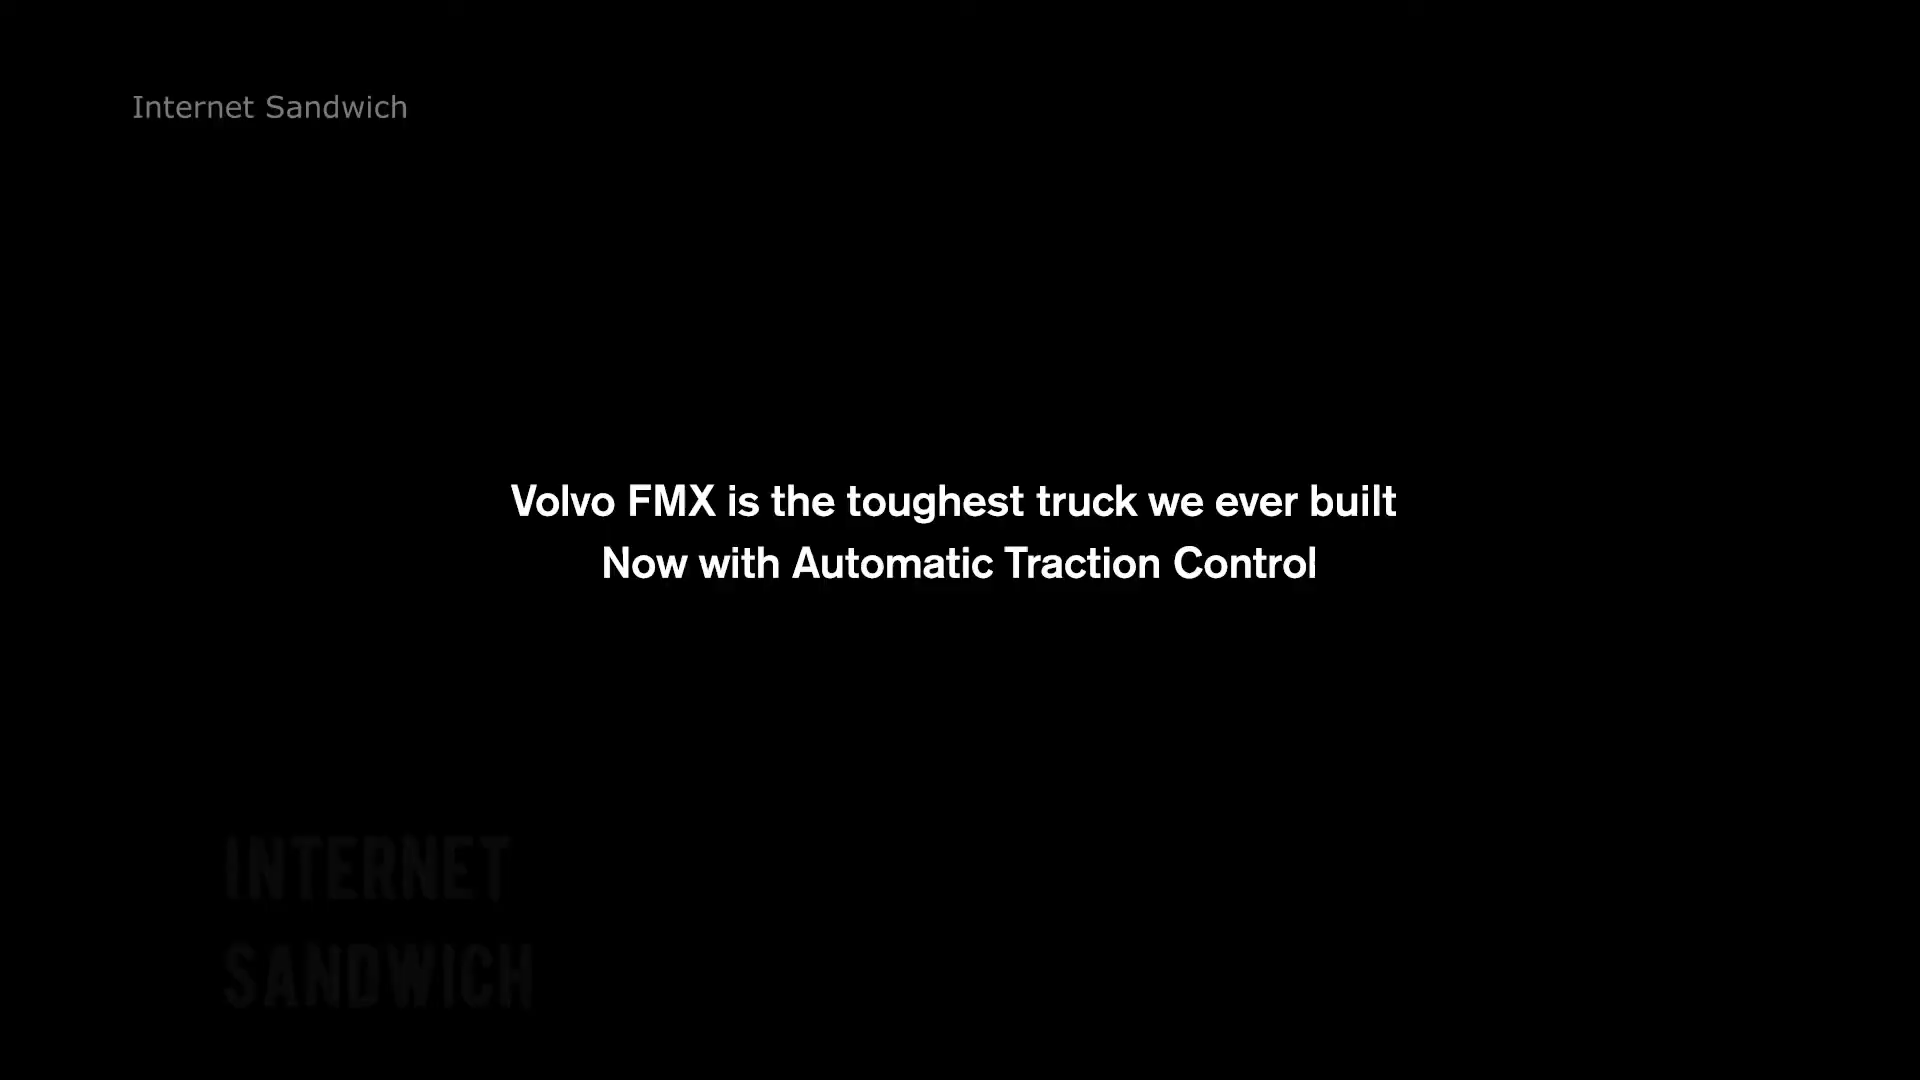 Internet Sandwich
Volvo FMX is the toughest truck we ever built
Now with Automatic Traction Control
INTERNET
SANDWICH